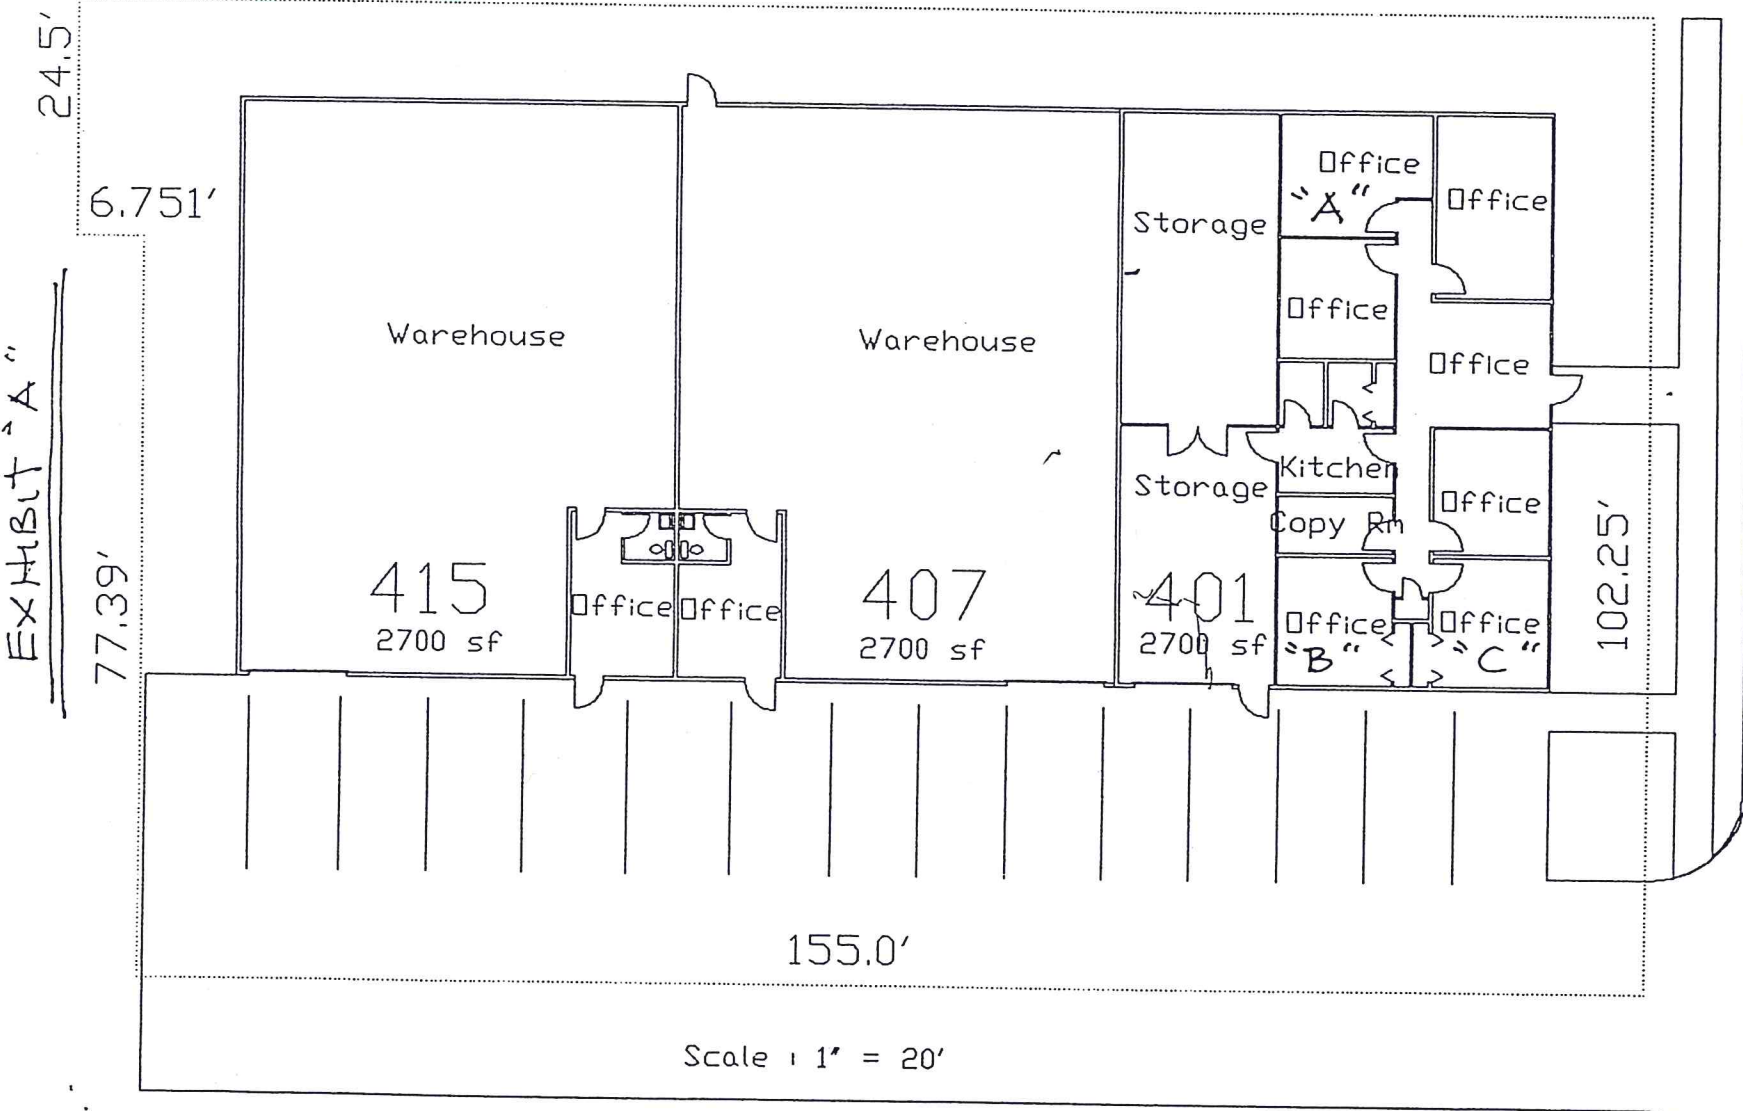 24.5'
6.751'
EXHIBIT "A"
77.39'
Office
"A"
Office
Storage
Office
Warehouse
Warehouse
Office
Kitchen
Storage
Office
Copy Rm
102.25'
415
2700 sf
Office
Office
407
2700 sf
401
2700 sf
Office
"B"
Office
"C"
155.0'
Scale : 1" = 20'